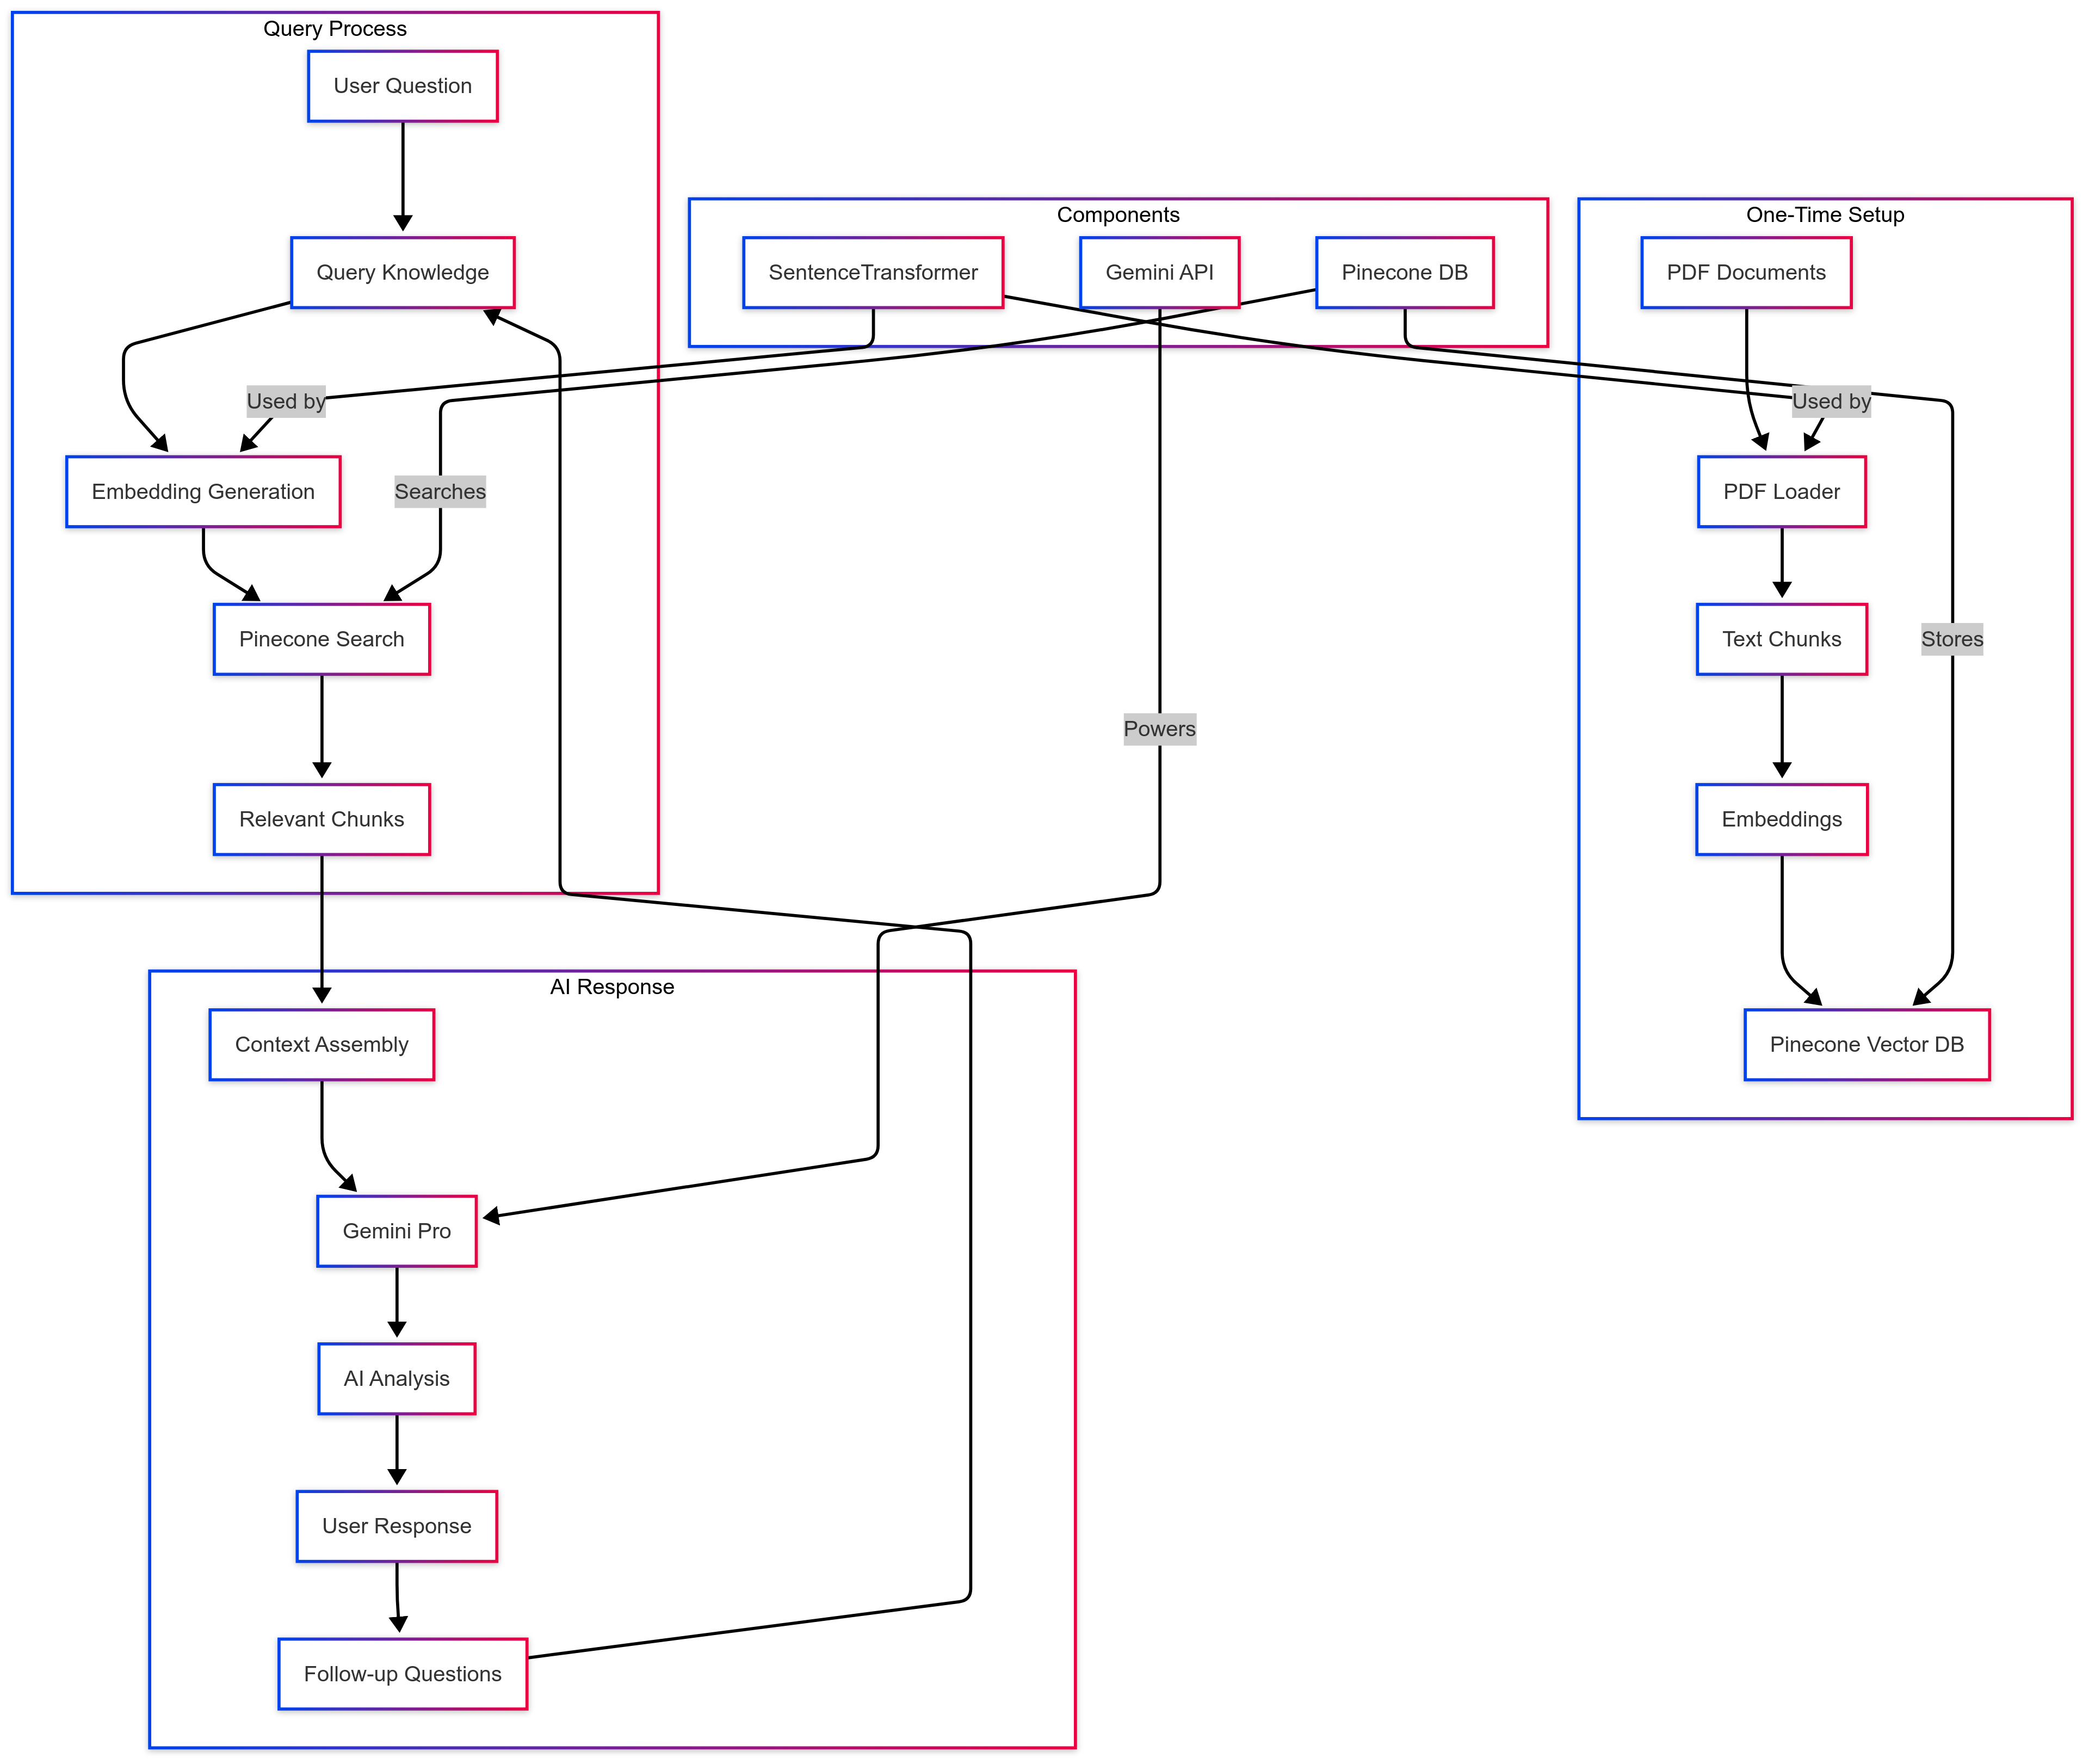 Query Process
User Question
Query Knowledge
Used by
Embedding Generation
Searches
Pinecone Search
Relevant Chunks
Components
SentenceTransformer
Gemini API
Pinecone DB
Powers
One-Time Setup
PDF Documents
Used by
PDF Loader
Text Chunks
Stores
Embeddings
Pinecone Vector DB
AI Response
Context Assembly
Gemini Pro
AI Analysis
User Response
Follow-up Questions